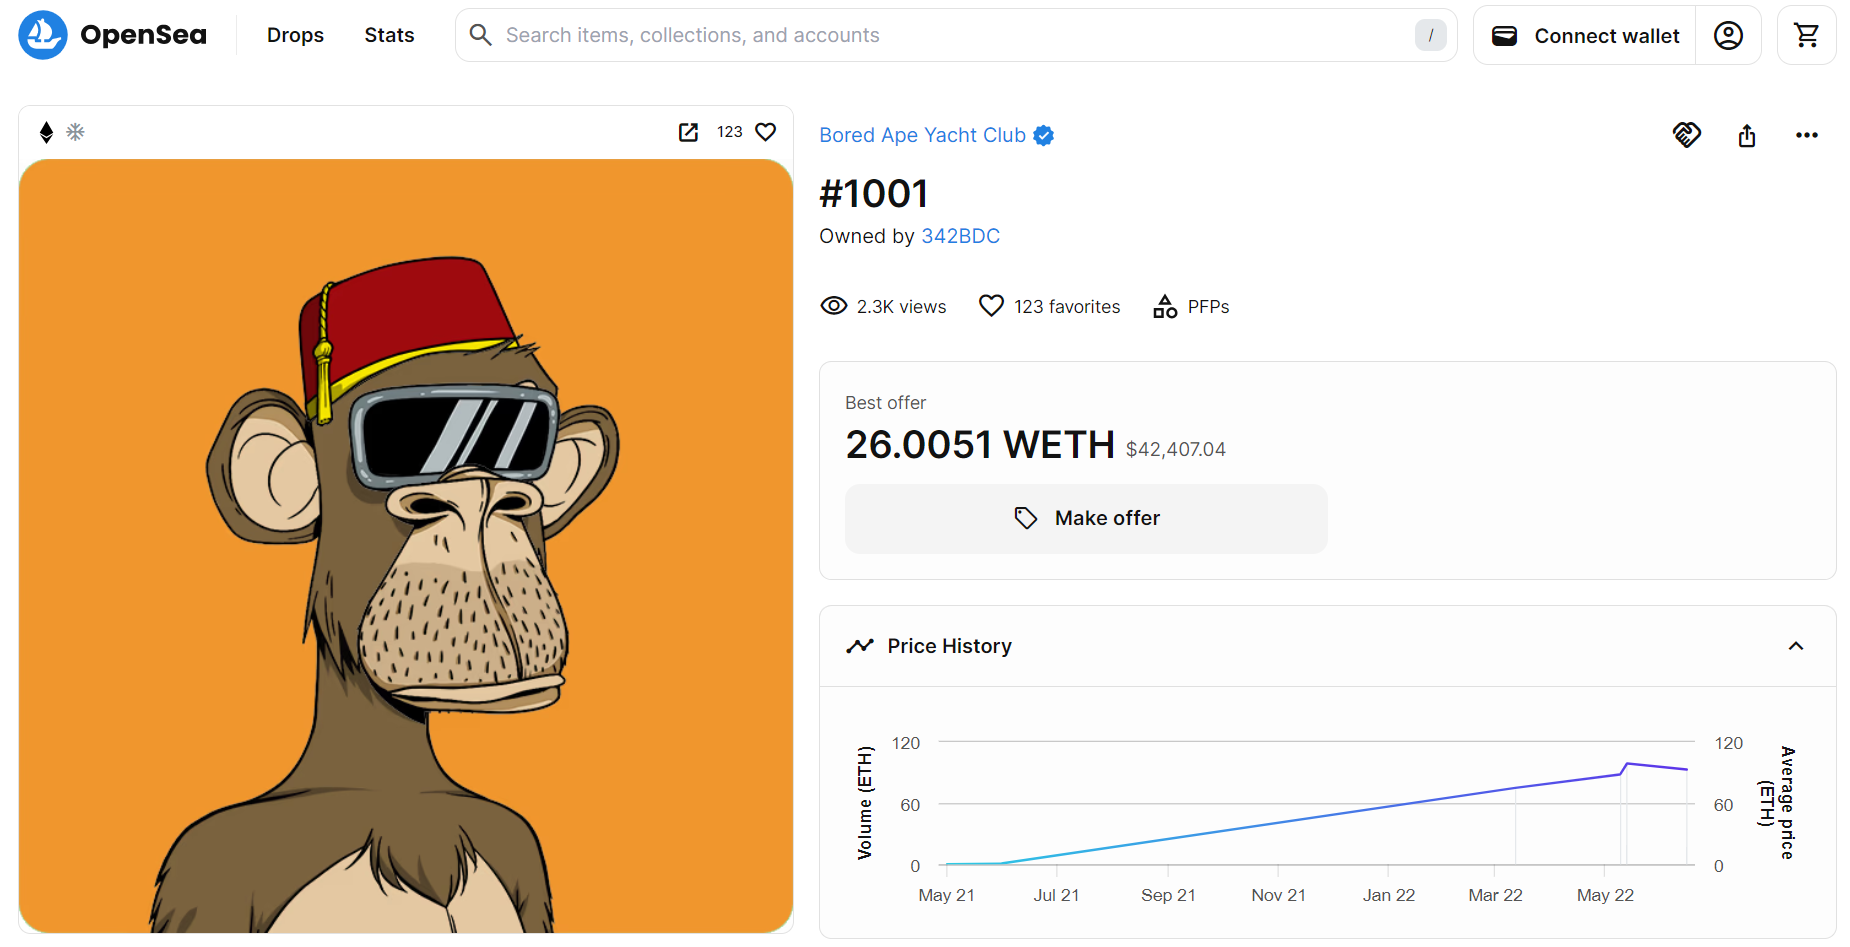 OpenSea
Drops
Stats
Search items, collections, and accounts
/
Connect wallet
123
Bored Ape Yacht Club
#1001
Owned by 342BDC
2.3K views
123 favorites
PFPs
Best offer
26.0051 WETH $42,407.04
Make offer
Price History
Volume (ETH)
120
60
0
120
60
0
Average price
(ETH)
May 21
Jul 21
Sep 21
Nov 21
Jan 22
Mar 22
May 22